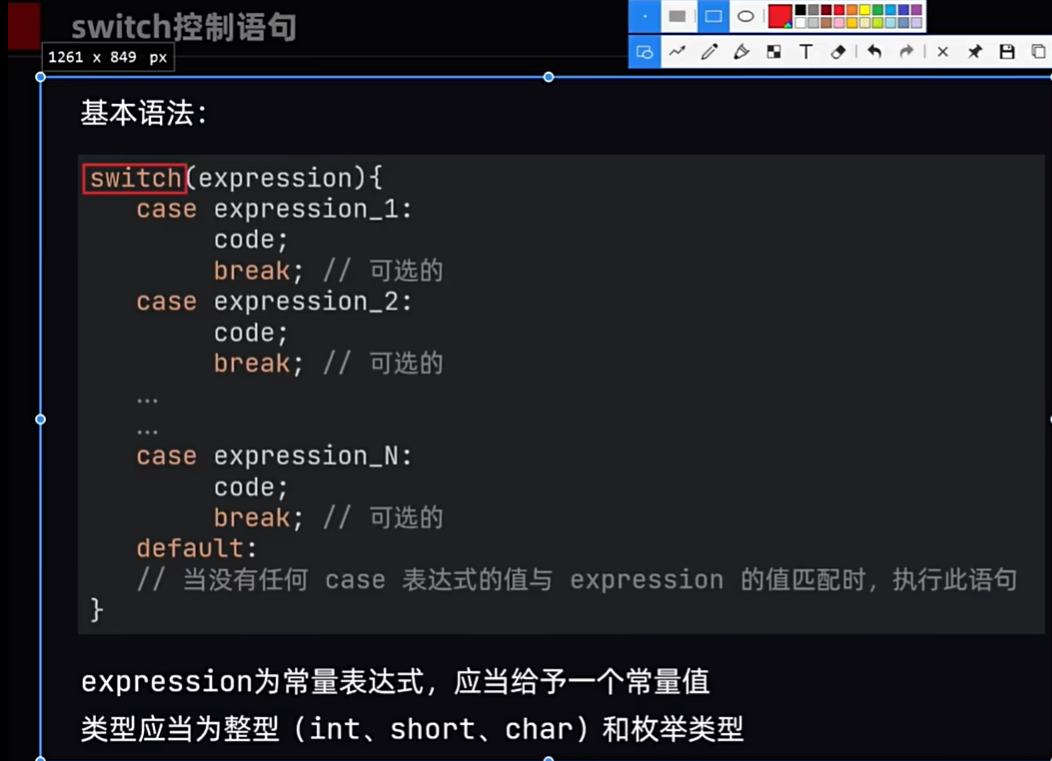 switch控制语句
1261 x 849 px
T
基本语法：
switch(expression){
case expression_1:
code;
break; // 可选的
case expression_2:
code;
break; // 可选的
...
...
case expression_N:
code;
break; // 可选的
default:
// 当没有任何 case 表达式的值与 expression 的值匹配时，执行此语句
}
expression为常量表达式，应当给予一个常量值
类型应当为整型（int、short、char）和枚举类型